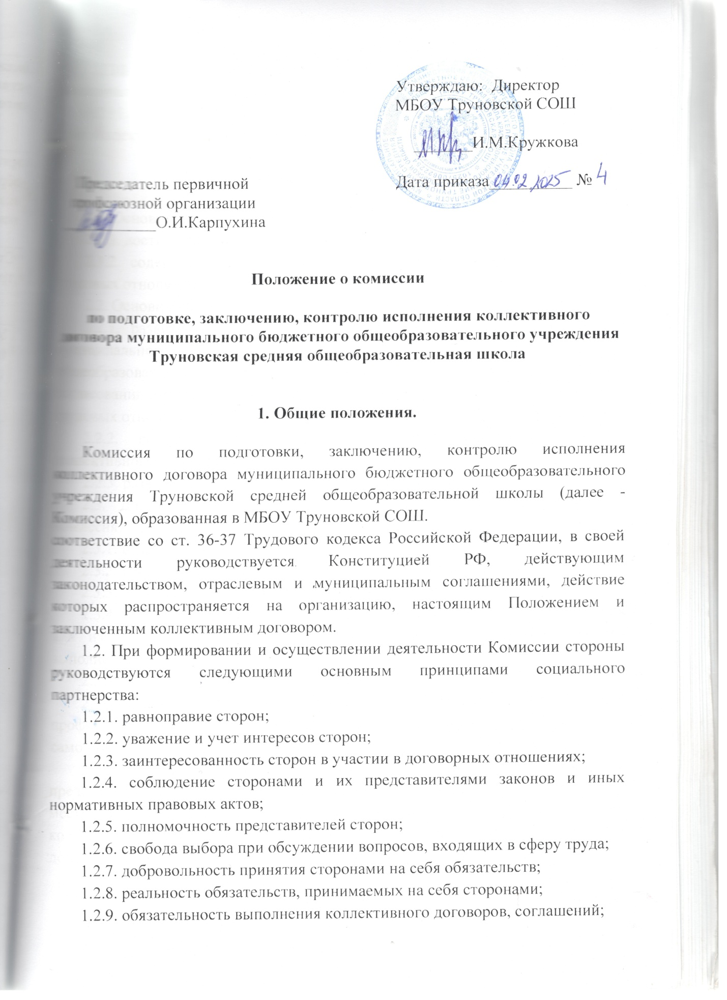 Утверждаю: Директор
МБОУ Труновской СОШ
И.М.Кружкова
Дата приказа 04.02.2025 № 4
Председатель первичной
профсоюзной организации
О.И.Карпухина
Положение о комиссии
по подготовке, заключению, контролю исполнения коллективного
договора муниципального бюджетного общеобразовательного учреждения
Труновская средняя общеобразовательная школа
1. Общие положения.
Комиссия по подготовки, заключению, контролю исполнения
коллективного договора муниципального бюджетного общеобразовательного
учреждения Труновской средней общеобразовательной школы (далее -
Комиссия), образованная в МБОУ Труновской СОШ.
соответствие со ст. 36-37 Трудового кодекса Российской Федерации, в своей
деятельности руководствуется Конституцией РФ, действующим
законодательством, отраслевым и муниципальным соглашениями, действие
которых распространяется на организацию, настоящим Положением и
заключенным коллективным договором.
1.2. При формировании и осуществлении деятельности Комиссии стороны
руководствуются следующими основным принципами социального
партнерства:
1.2.1. равноправие сторон;
1.2.2. уважение и учет интересов сторон;
1.2.3. заинтересованность сторон в участии в договорных отношениях;
1.2.4. соблюдение сторонами и их представителями законов и иных
нормативных правовых актов;
1.2.5. полномочность представителей сторон;
1.2.6. свобода выбора при обсуждении вопросов, входящих в сферу труда;
1.2.7. добровольность принятия сторонами на себя обязательств;
1.2.8. реальность обязательств, принимаемых на себя сторонами;
1.2.9. обязательность выполнения коллективного договоров, соглашений;